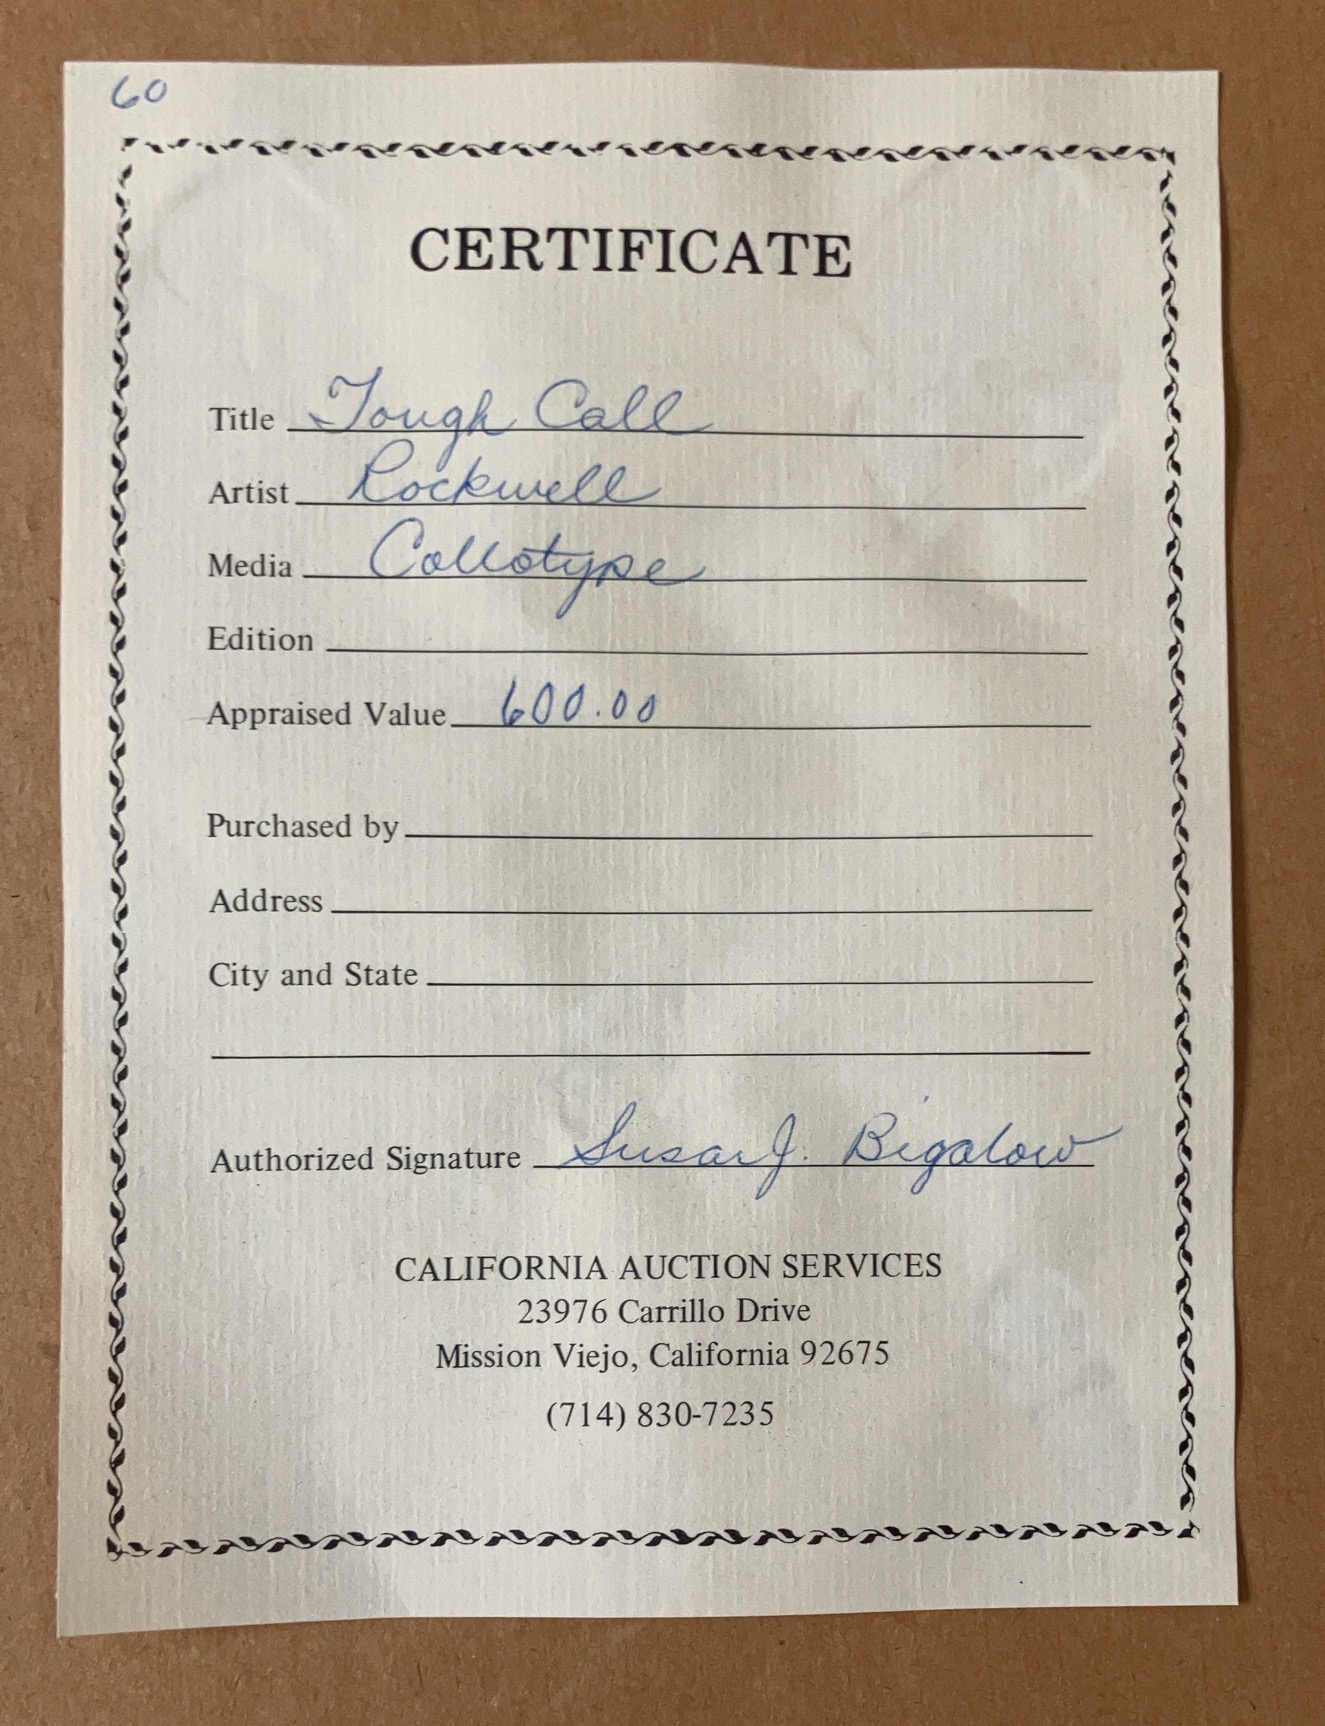 60
CERTIFICATE
Title Tough Call
Artist Rockwell
Media Collotype
Edition
Appraised Value 600.00
Purchased by
Address
City and State
Authorized Signature Susan J. Bigalow
CALIFORNIA AUCTION SERVICES
23976 Carrillo Drive
Mission Viejo, California 92675
(714) 830-7235